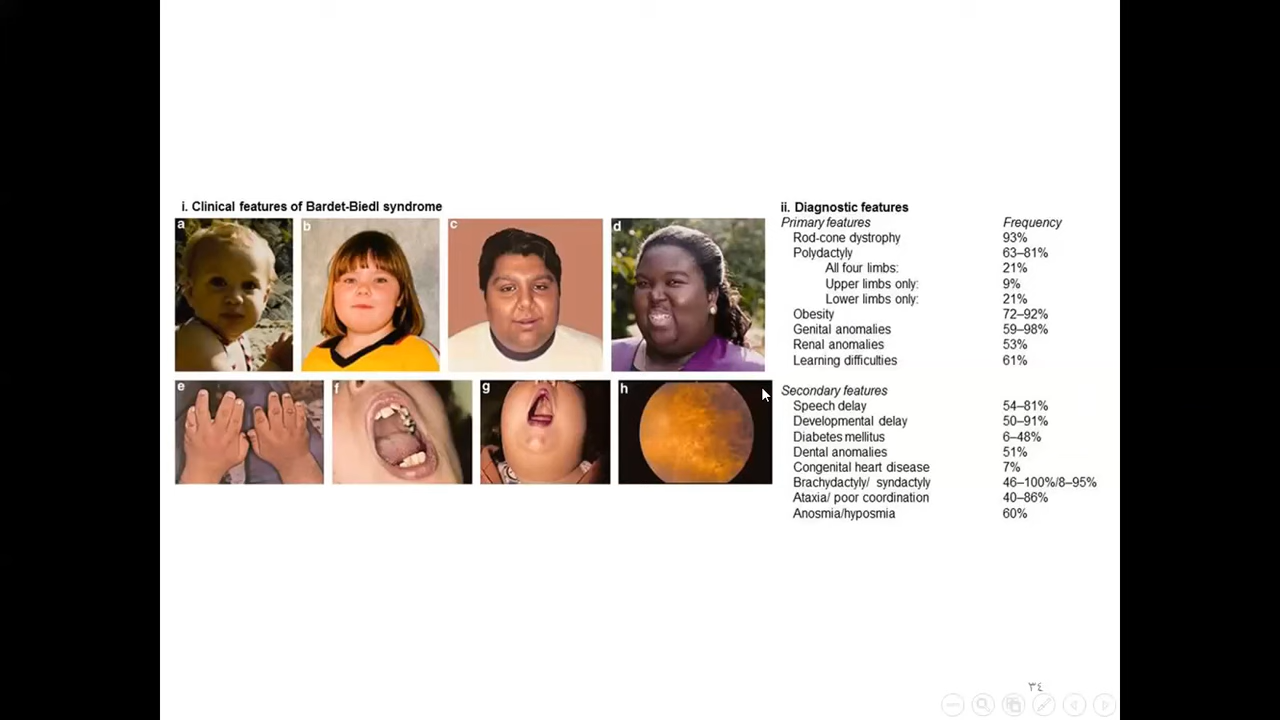 i. Clinical features of Bardet-Biedl syndrome
a
b
c
d
e
f
g
h
ii. Diagnostic features
Primary features Frequency
Rod-cone dystrophy 93%
Polydactyly 63–81%
All four limbs: 21%
Upper limbs only: 9%
Lower limbs only: 21%
Obesity 72–92%
Genital anomalies 59–98%
Renal anomalies 53%
Learning difficulties 61%
Secondary features
Speech delay 54–81%
Developmental delay 50–91%
Diabetes mellitus 6–48%
Dental anomalies 51%
Congenital heart disease 7%
Brachydactyly/ syndactyly 46–100%/8–95%
Ataxia/ poor coordination 40–86%
Anosmia/hyposmia 60%
٣٤